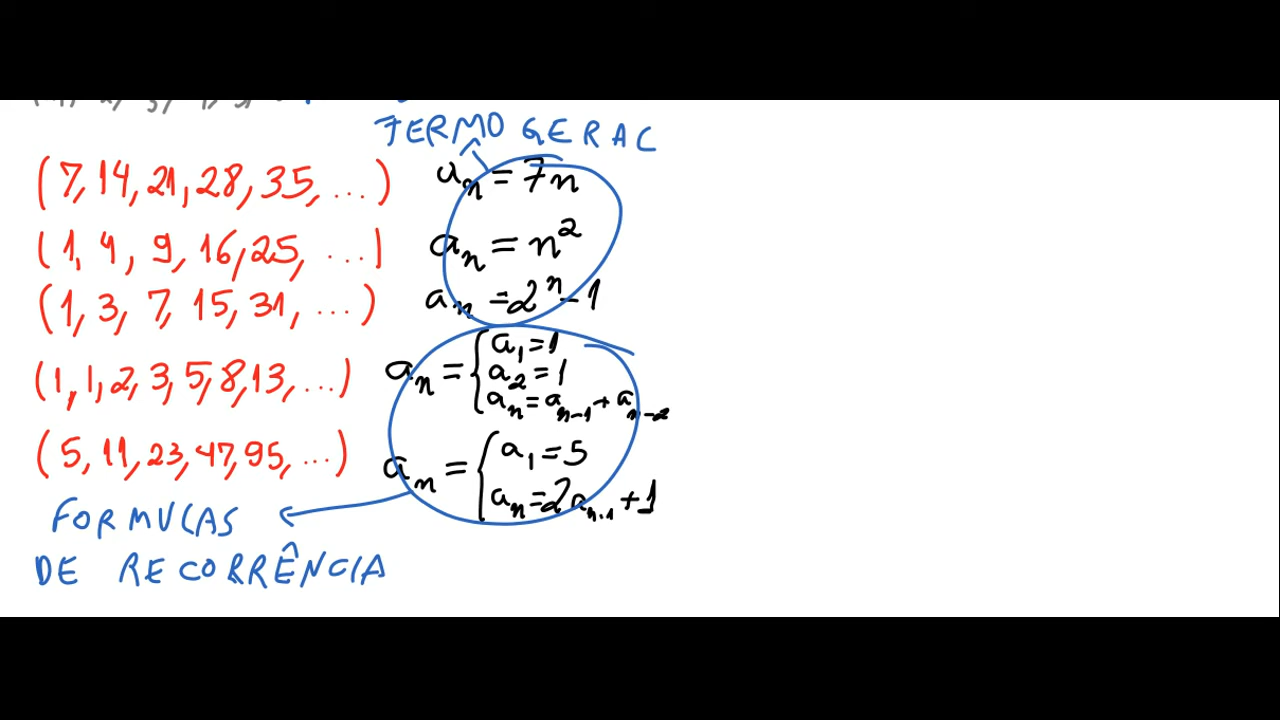 TERMO GERAL
(7, 14, 21, 28, 35, ...) aₙ = 7n
(1, 4, 9, 16, 25, ...) aₙ = n²
(1, 3, 7, 15, 31, ...) aₙ = 2ⁿ - 1
(1, 1, 2, 3, 5, 8, 13, ...) aₙ = { a₁ = 1
a₂ = 1
aₙ = aₙ₋₁ + aₙ₋₂
(5, 11, 23, 47, 95, ...) aₙ = { a₁ = 5
aₙ = 2aₙ₋₁ + 1
FORMULAS
DE RECORRÊNCIA